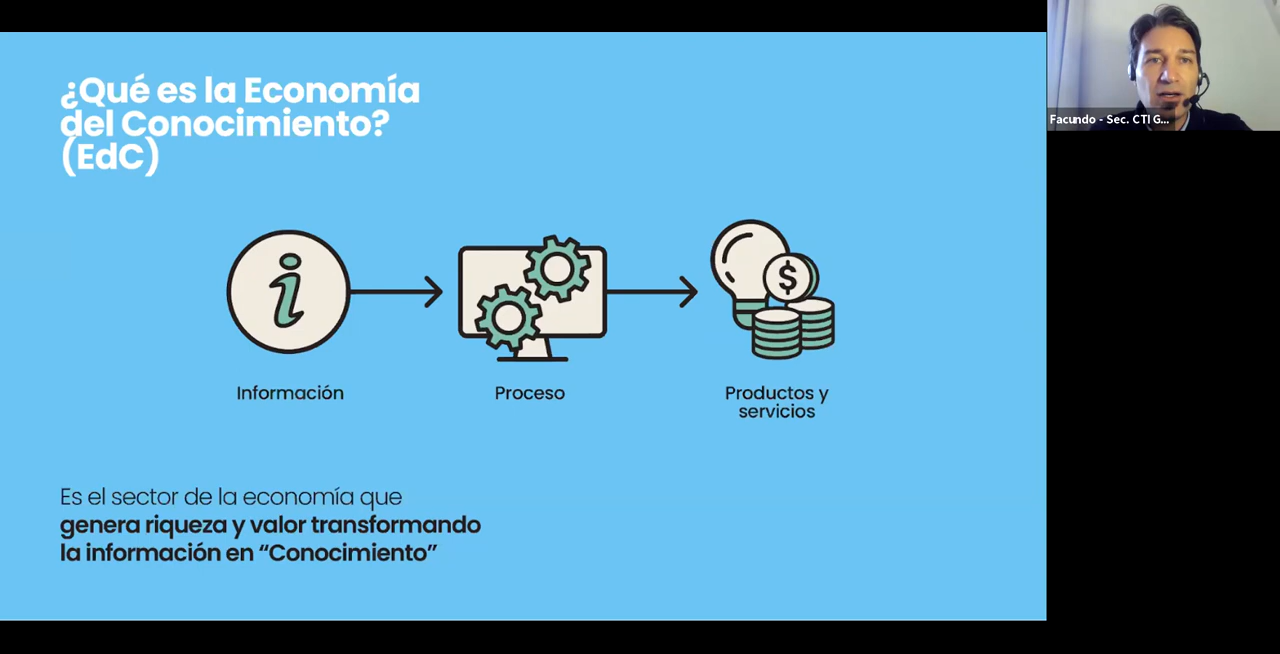 ¿Qué es la Economía
del Conocimiento?
(EdC)
Información
Proceso
Productos y
servicios
Es el sector de la economía que
genera riqueza y valor transformando
la información en “Conocimiento”
Facundo - Sec. CTI G...